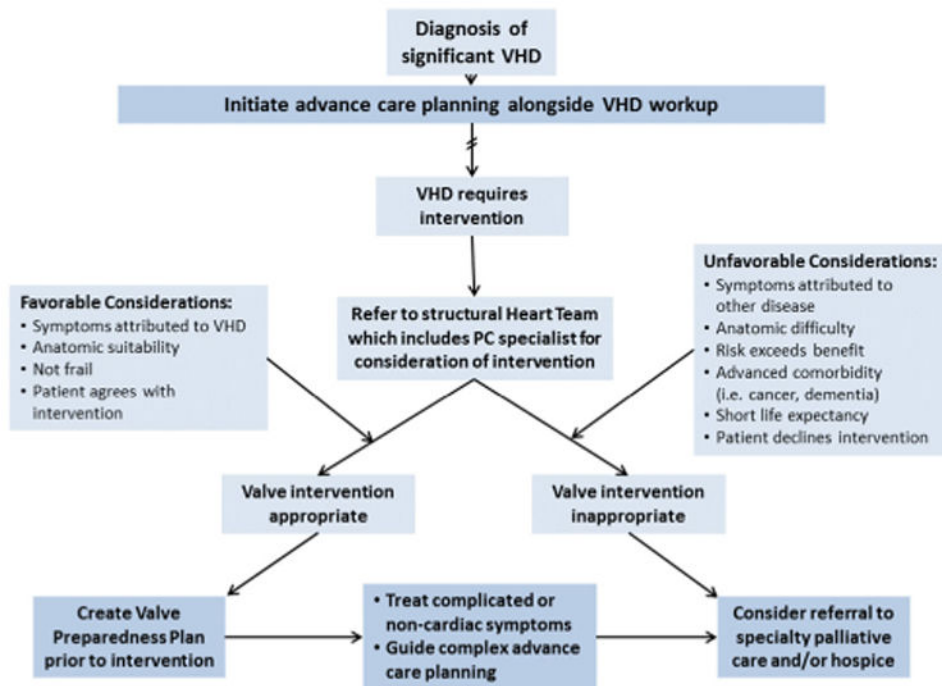 Diagnosis of
significant VHD
Initiate advance care planning alongside VHD workup
VHD requires
intervention
Favorable Considerations:
• Symptoms attributed to VHD
• Anatomic suitability
• Not frail
• Patient agrees with
intervention
Refer to structural Heart Team
which includes PC specialist for
consideration of intervention
Unfavorable Considerations:
• Symptoms attributed to
other disease
• Anatomic difficulty
• Risk exceeds benefit
• Advanced comorbidity
(i.e. cancer, dementia)
• Short life expectancy
• Patient declines intervention
Valve intervention
appropriate
Valve intervention
inappropriate
Create Valve
Preparedness Plan
prior to intervention
• Treat complicated or
non-cardiac symptoms
• Guide complex advance
care planning
Consider referral to
specialty palliative
care and/or hospice